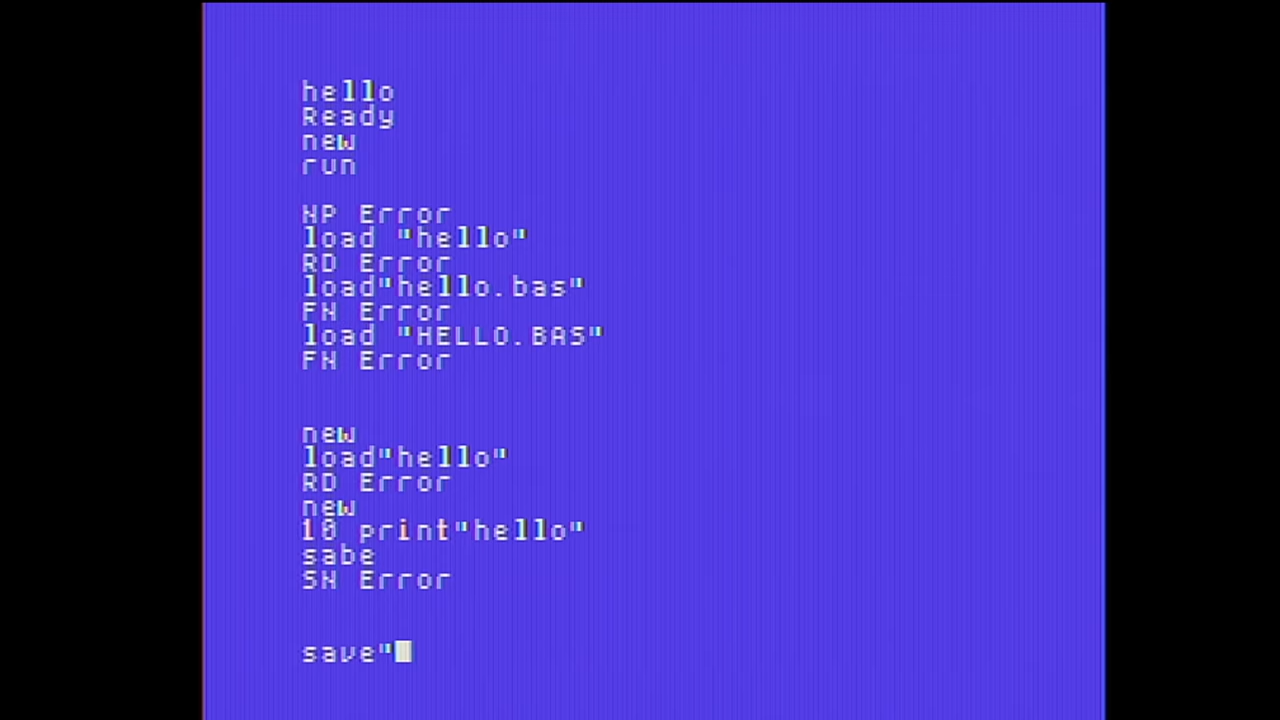 hello
Ready
new
run
NP Error
load "hello"
RD Error
load"hello.bas"
FN Error
load "HELLO.BAS"
FN Error
new
load"hello"
RD Error
new
10 print"hello"
sabe
SN Error
save"